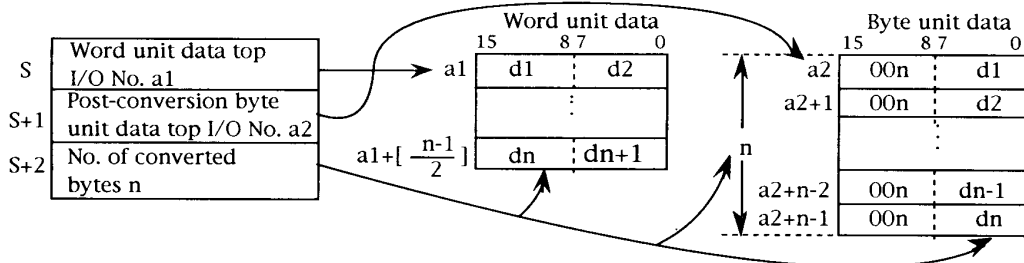 Word unit data
Byte unit data
15 8 7 0
15 8 7 0
S
Word unit data top
I/O No. a1
a1
d1 d2
a2
00n d1
S+1
Post-conversion byte
unit data top I/O No. a2
a2+1
00n d2
S+2
No. of converted
bytes n
a1+[ n-1
2 ]
dn dn+1
n
a2+n-2
00n dn-1
a2+n-1
00n dn